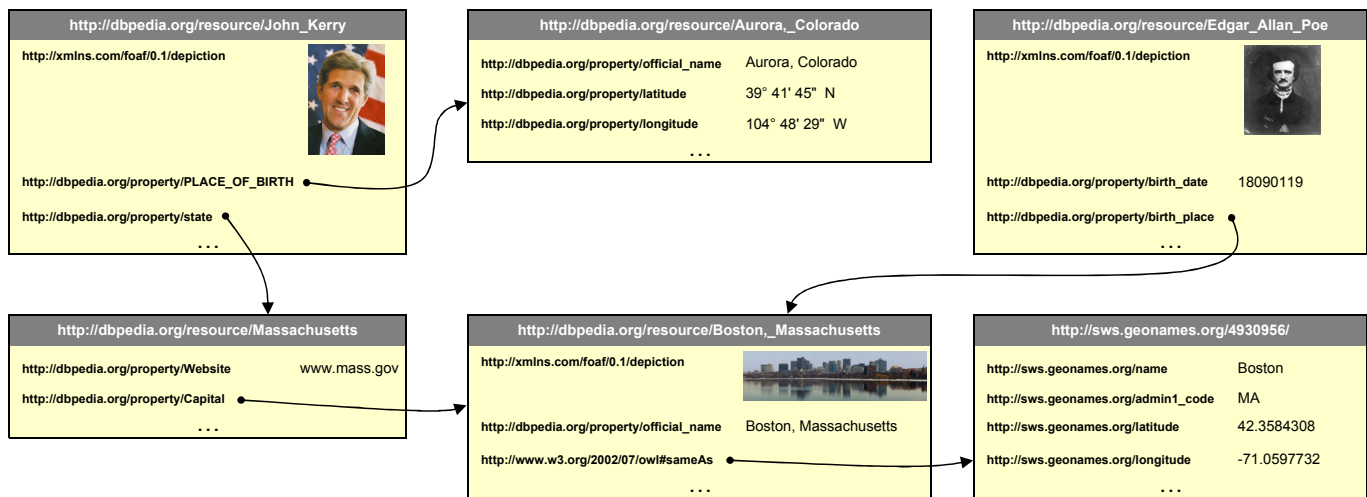 http://dbpedia.org/resource/John_Kerry
http://xmlns.com/foaf/0.1/depiction
http://dbpedia.org/property/PLACE_OF_BIRTH
http://dbpedia.org/property/state
...
http://dbpedia.org/resource/Aurora,_Colorado
http://dbpedia.org/property/official_name Aurora, Colorado
http://dbpedia.org/property/latitude 39° 41' 45" N
http://dbpedia.org/property/longitude 104° 48' 29" W
...
http://dbpedia.org/resource/Edgar_Allan_Poe
http://xmlns.com/foaf/0.1/depiction
http://dbpedia.org/property/birth_date 18090119
http://dbpedia.org/property/birth_place
...
http://dbpedia.org/resource/Massachusetts
http://dbpedia.org/property/Website www.mass.gov
http://dbpedia.org/property/Capital
...
http://dbpedia.org/resource/Boston,_Massachusetts
http://xmlns.com/foaf/0.1/depiction
http://dbpedia.org/property/official_name Boston, Massachusetts
http://www.w3.org/2002/07/owl#sameAs
...
http://sws.geonames.org/4930956/
http://sws.geonames.org/name Boston
http://sws.geonames.org/admin1_code MA
http://sws.geonames.org/latitude 42.3584308
http://sws.geonames.org/longitude -71.0597732
...